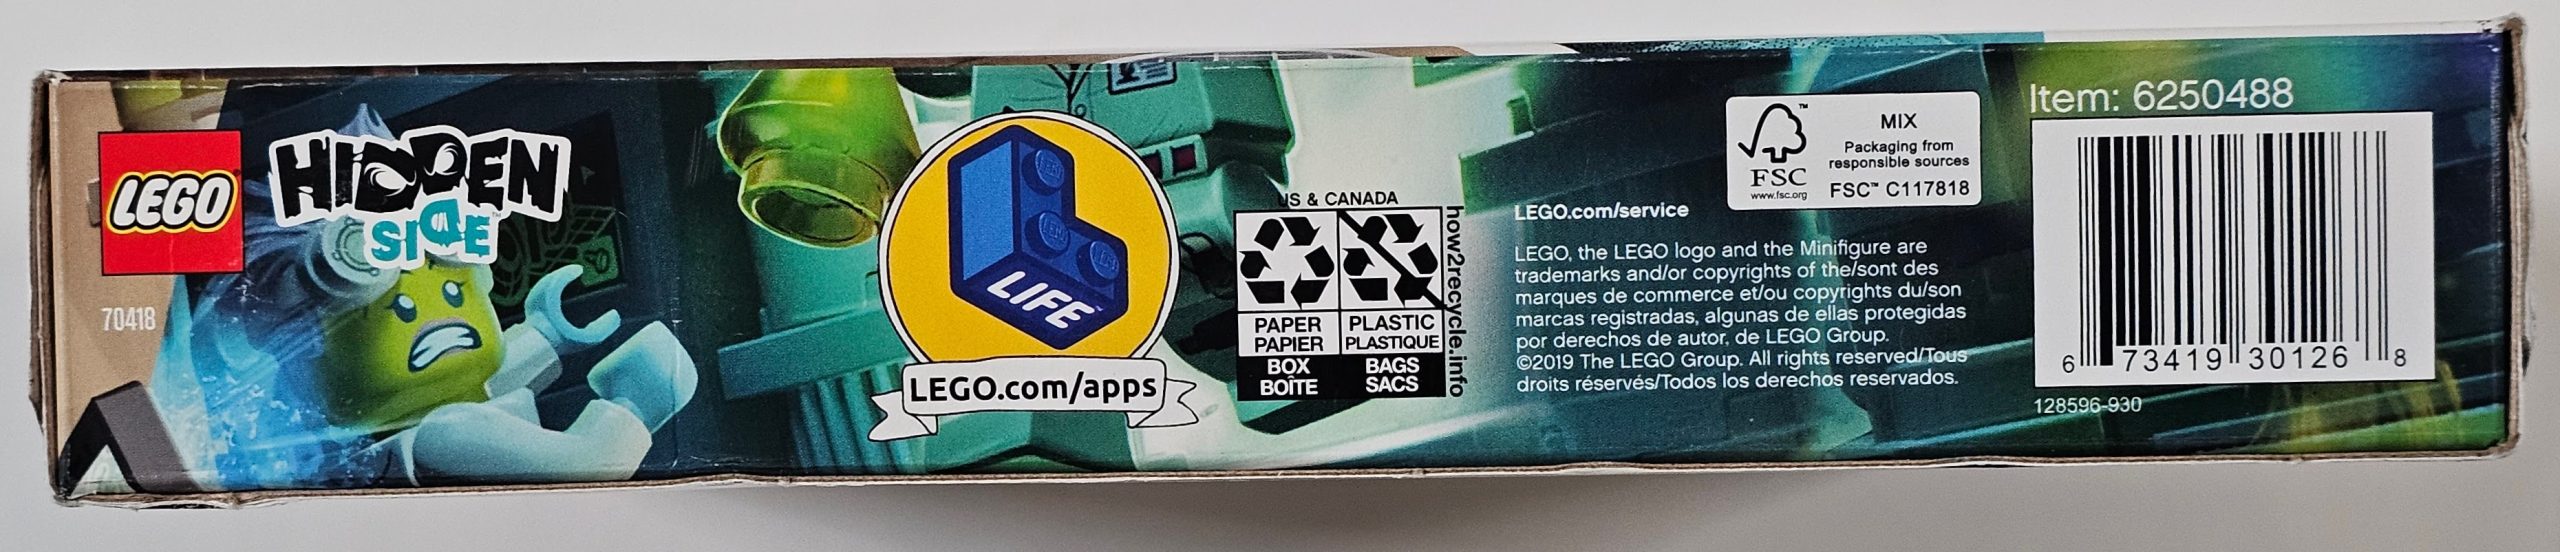 LEGO
HIDDEN
SIDE™
70418
LIFE™
LEGO.com/apps
US & CANADA
PAPER
PAPIER
BOX
BOÎTE
PLASTIC
PLASTIQUE
BAGS
SACS
how2recycle.info
LEGO.com/service
LEGO, the LEGO logo and the Minifigure are
trademarks and/or copyrights of the/sont des
marques de commerce et/ou copyrights du/son
marcas registradas, algunas de ellas protegidas
por derechos de autor, de LEGO Group.
©2019 The LEGO Group. All rights reserved/Tous
droits réservés/Todos los derechos reservados.
™
FSC
www.fsc.org
MIX
Packaging from
responsible sources
FSC™ C117818
Item: 6250488
6 73419 30126 8
128596-930